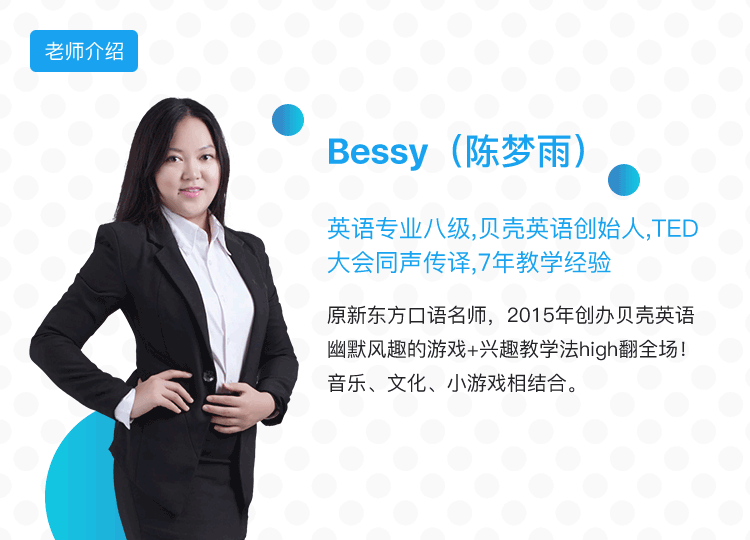 老师介绍
Bessy（陈梦雨）
英语专业八级,贝壳英语创始人,TED
大会同声传译,7年教学经验
原新东方口语名师，2015年创办贝壳英语
幽默风趣的游戏+兴趣教学法high翻全场！
音乐、文化、小游戏相结合。